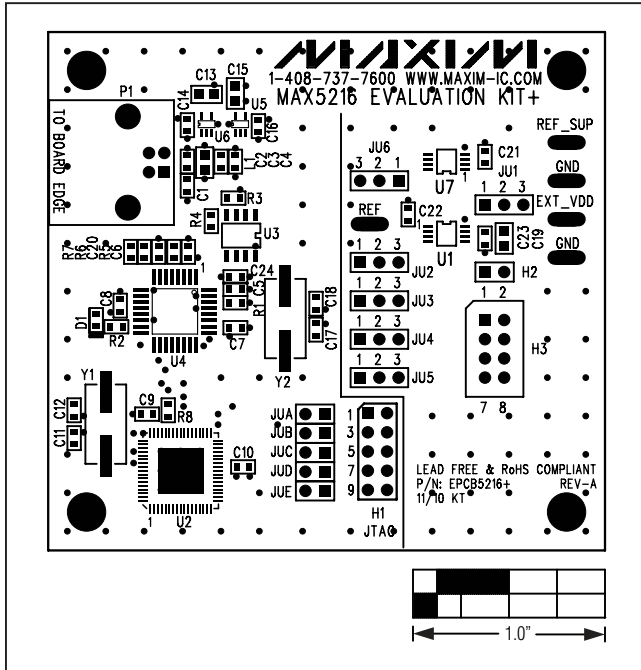 MAXIM
1-408-737-7600 WWW.MAXIM-IC.COM
MAX5216 EVALUATION KIT+
P1
TO BOARD EDGE
C13
C15
C14
U5
U6
C16
L1
C2
C3
C4
C1
R3
R4
U3
JU6
3 2 1
U7
1
C21
REF_SUP
GND
JU1
1 2 3
EXT_VDD
GND
REF
C22
1
U1
C23
C19
H2
1 2
H3
7 8
R7
R6
C20
R5
C6
1
C24
C5
R1
C7
C18
C17
Y2
1 2 3
JU2
1 2 3
JU3
1 2 3
JU4
1 2 3
JU5
C8
D1
R2
U4
Y1
C9
R8
C12
C11
C10
1
U2
JUA
JUB
JUC
JUD
JUE
1
3
5
7
9
H1
JTAG
LEAD FREE & RoHS COMPLIANT
P/N: EPCB5216+ REV-A
11/10 KT
1.0"